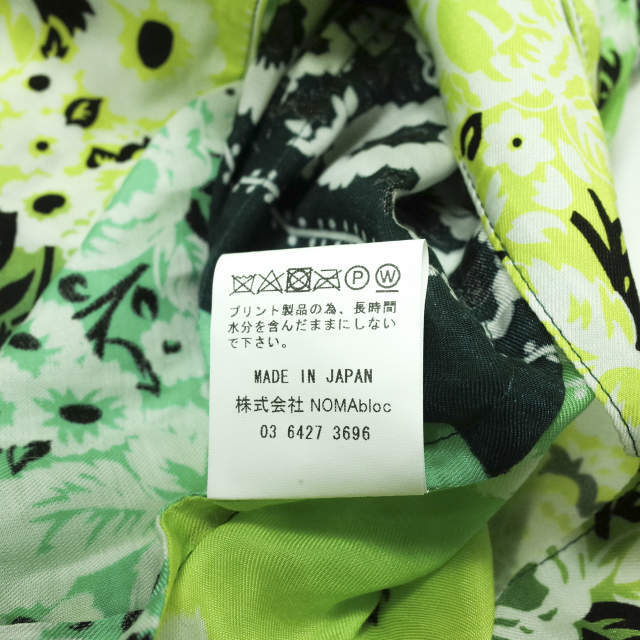 P W
プリント製品の為、長時間
水分を含んだままにしない
で下さい。
MADE IN JAPAN
株式会社 NOMAbloc
03 6427 3696